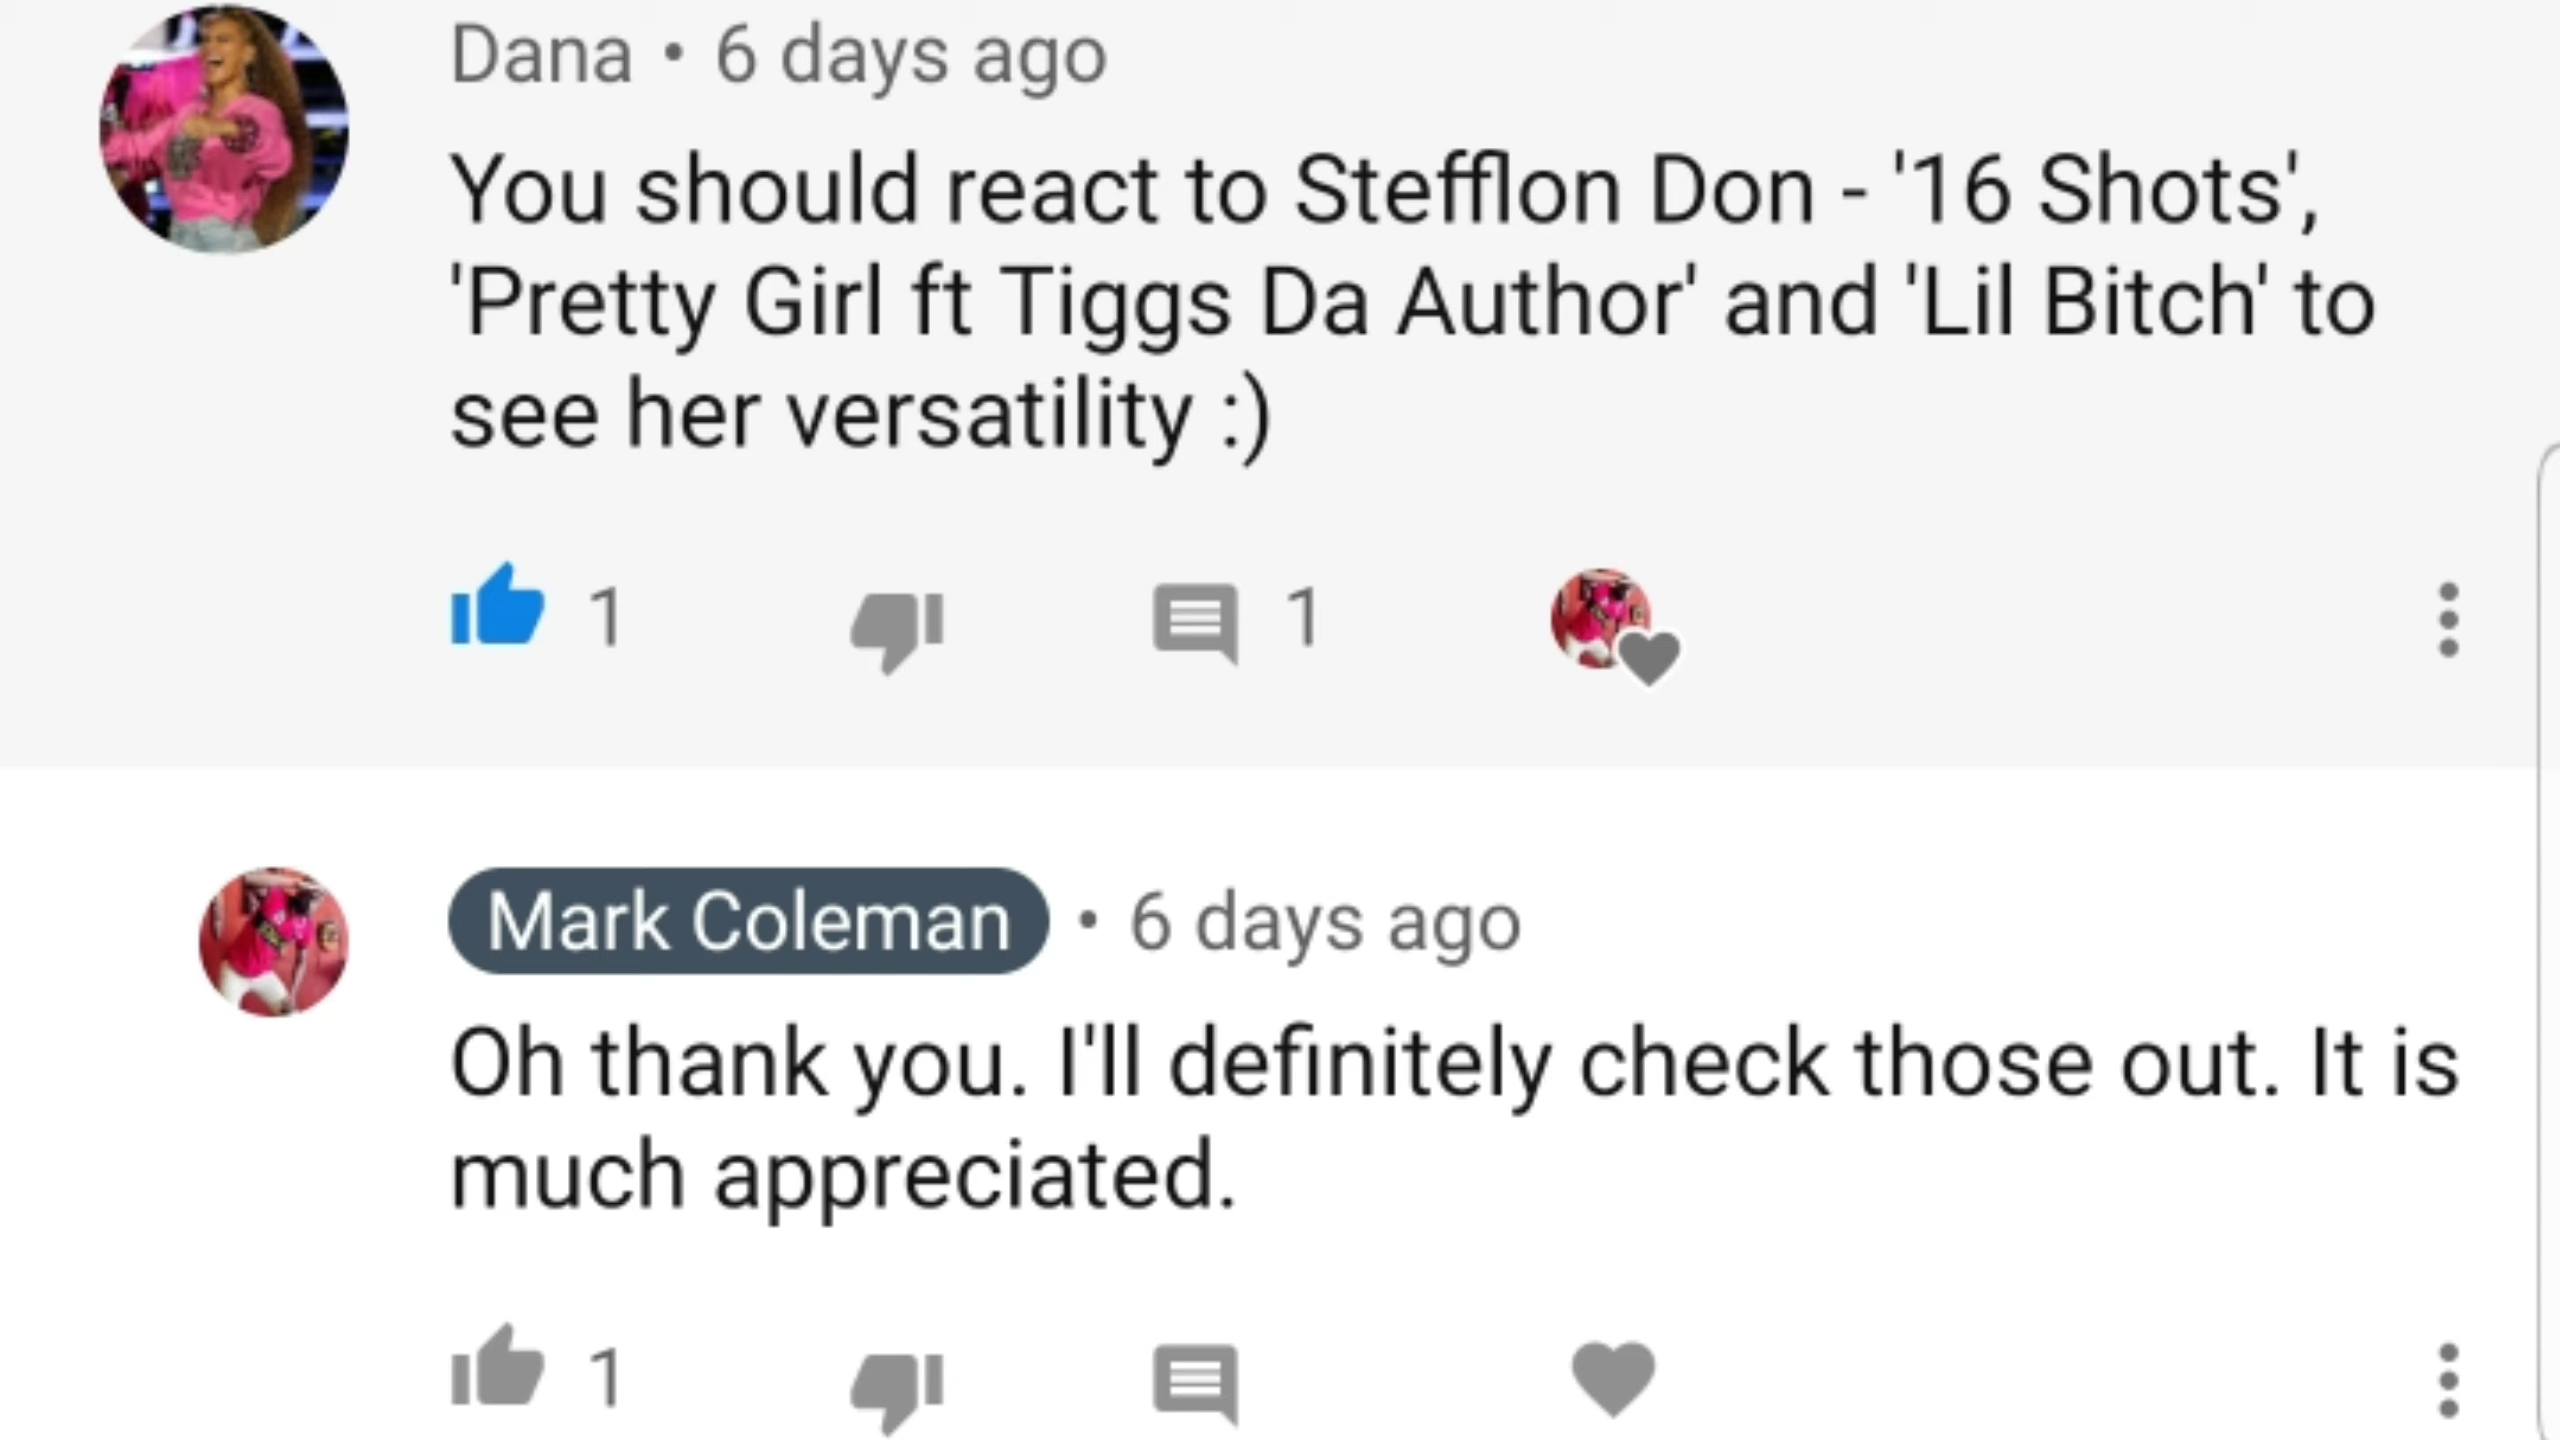 Dana • 6 days ago
You should react to Stefflon Don - '16 Shots',
'Pretty Girl ft Tiggs Da Author' and 'Lil Bitch' to
see her versatility :)
1 1
Mark Coleman • 6 days ago
Oh thank you. I'll definitely check those out. It is
much appreciated.
1